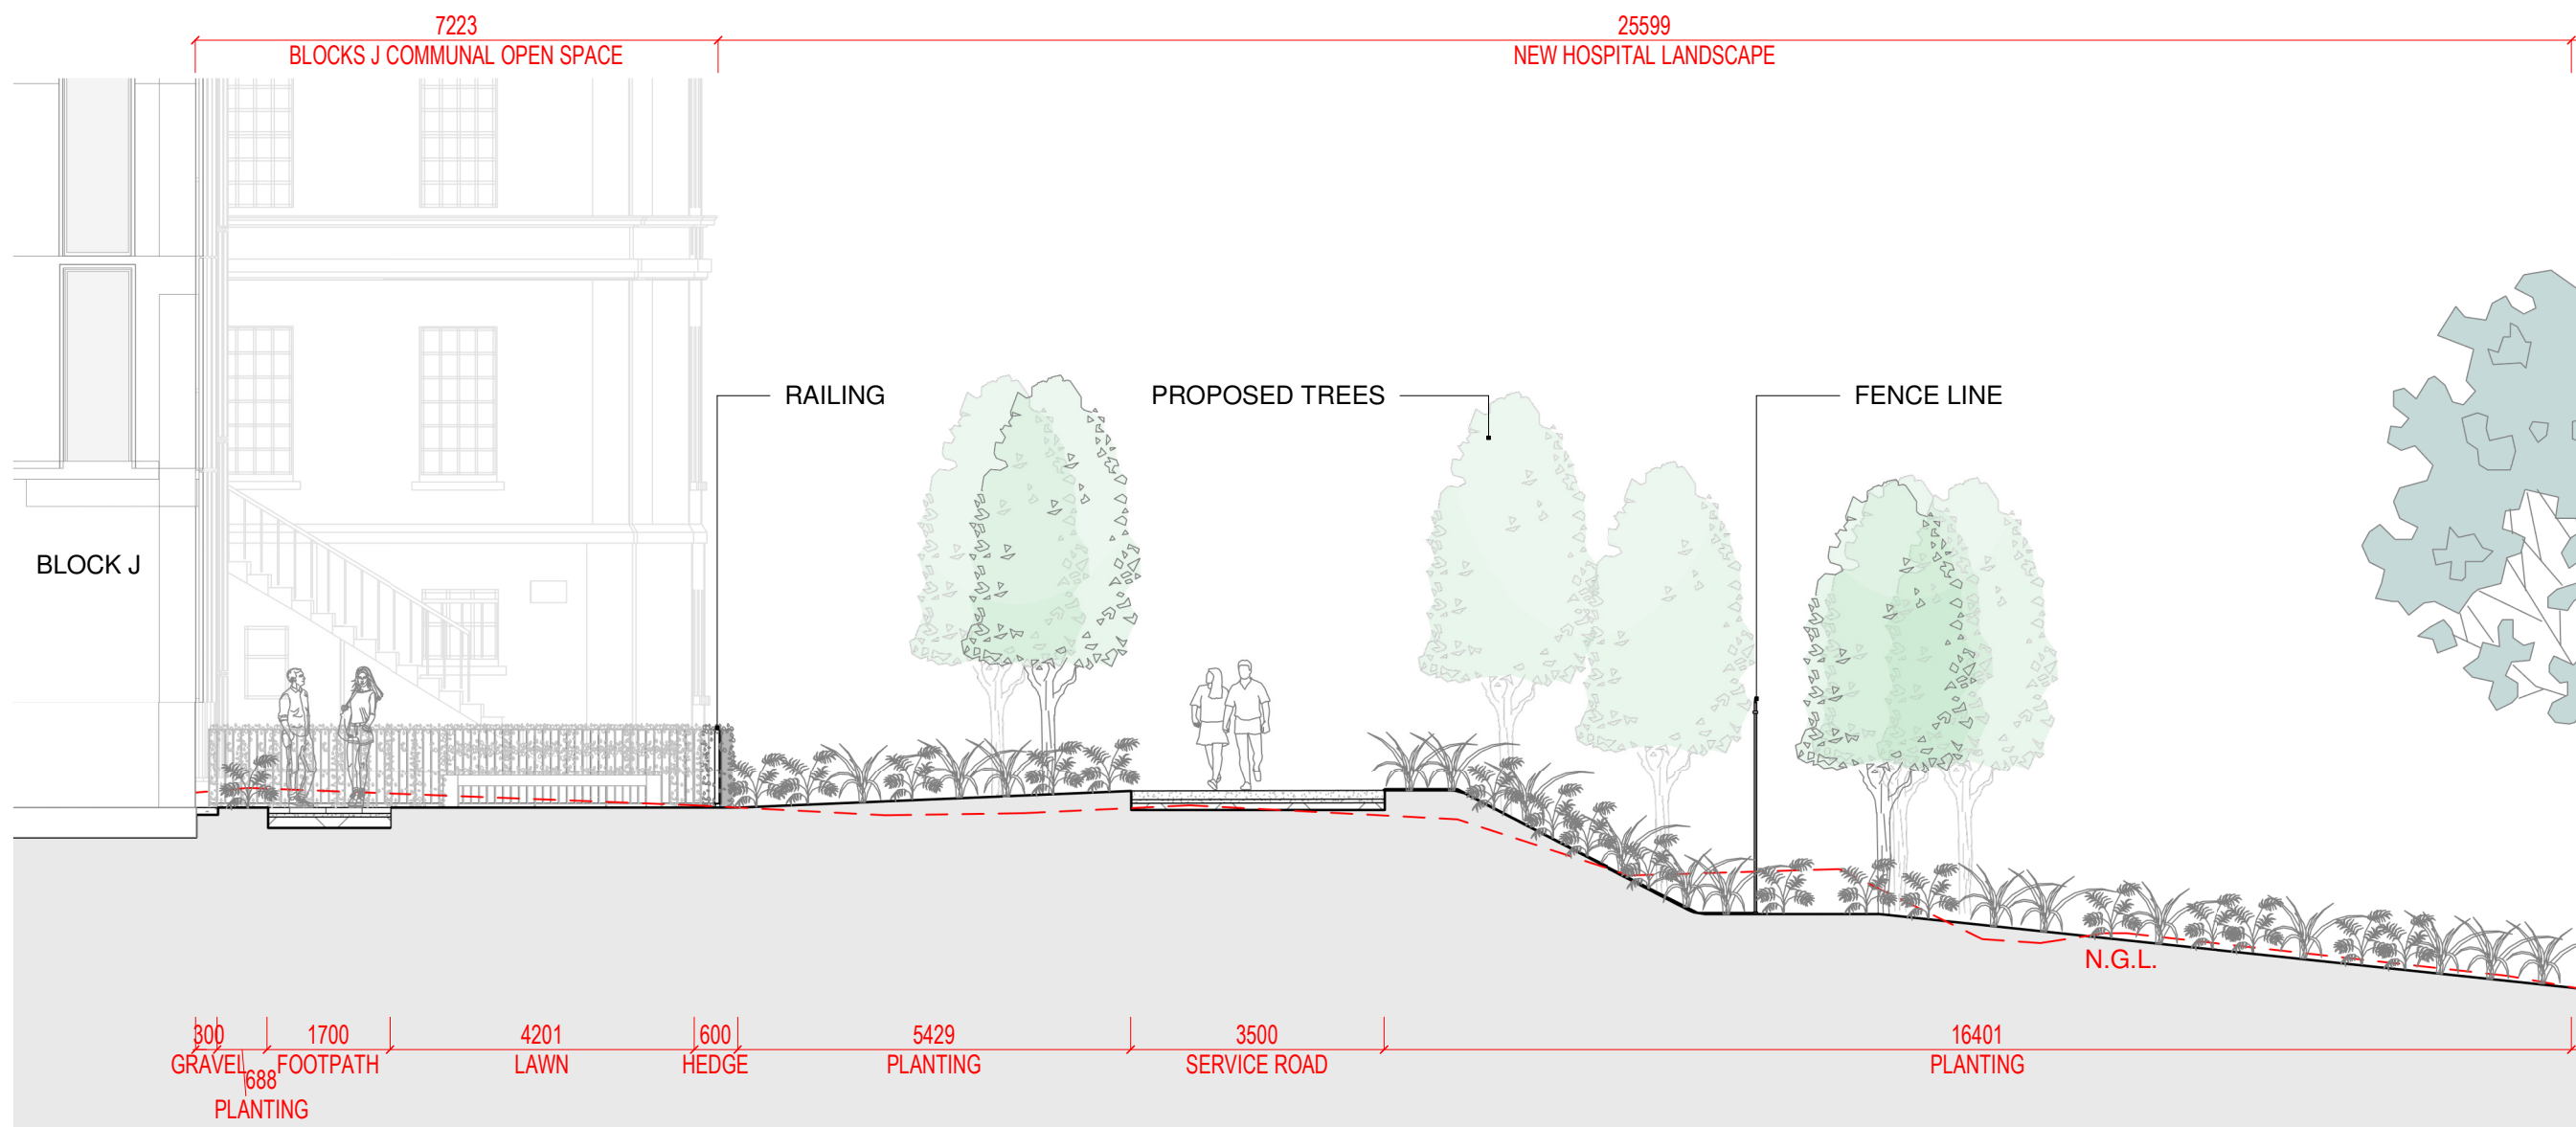 7223
BLOCKS J COMMUNAL OPEN SPACE
25599
NEW HOSPITAL LANDSCAPE
RAILING
PROPOSED TREES
FENCE LINE
BLOCK J
N.G.L.
300
GRAVEL
688
PLANTING
1700
FOOTPATH
4201
LAWN
600
HEDGE
5429
PLANTING
3500
SERVICE ROAD
16401
PLANTING